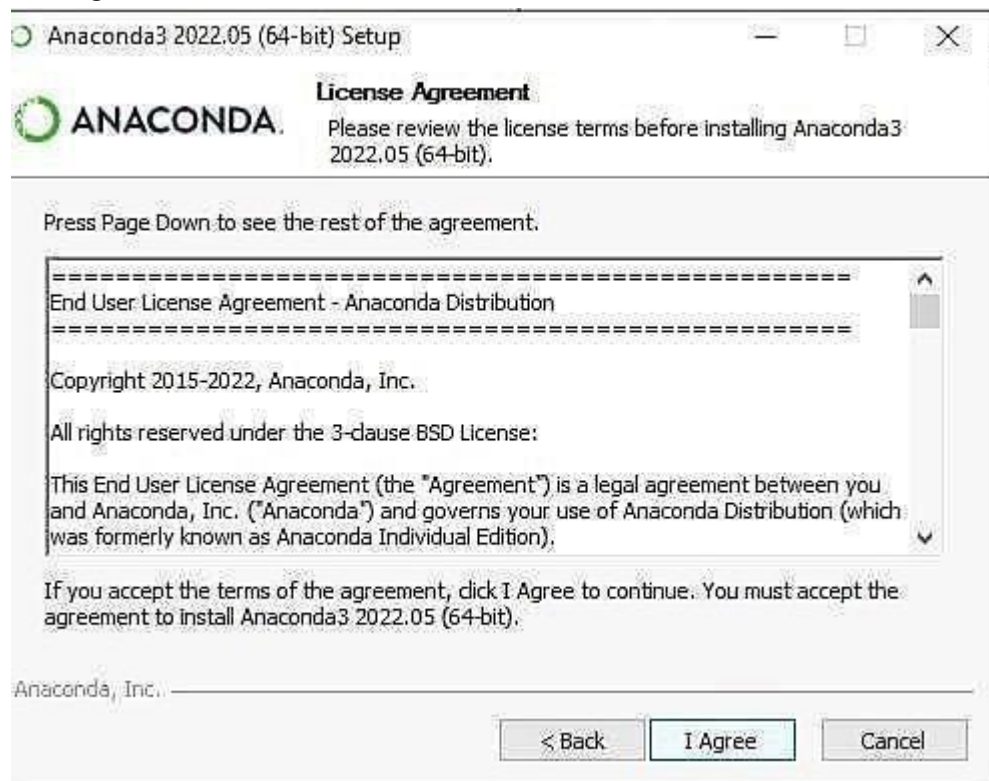 Anaconda3 2022.05 (64-bit) Setup
ANACONDA.
License Agreement
Please review the license terms before installing Anaconda3
2022.05 (64-bit).
Press Page Down to see the rest of the agreement.
==================================================
End User License Agreement - Anaconda Distribution
==================================================
Copyright 2015-2022, Anaconda, Inc.
All rights reserved under the 3-clause BSD License:
This End User License Agreement (the "Agreement") is a legal agreement between you
and Anaconda, Inc. ("Anaconda") and governs your use of Anaconda Distribution (which
was formerly known as Anaconda Individual Edition).
If you accept the terms of the agreement, click I Agree to continue. You must accept the
agreement to install Anaconda3 2022.05 (64-bit).
Anaconda, Inc.
< Back
I Agree
Cancel